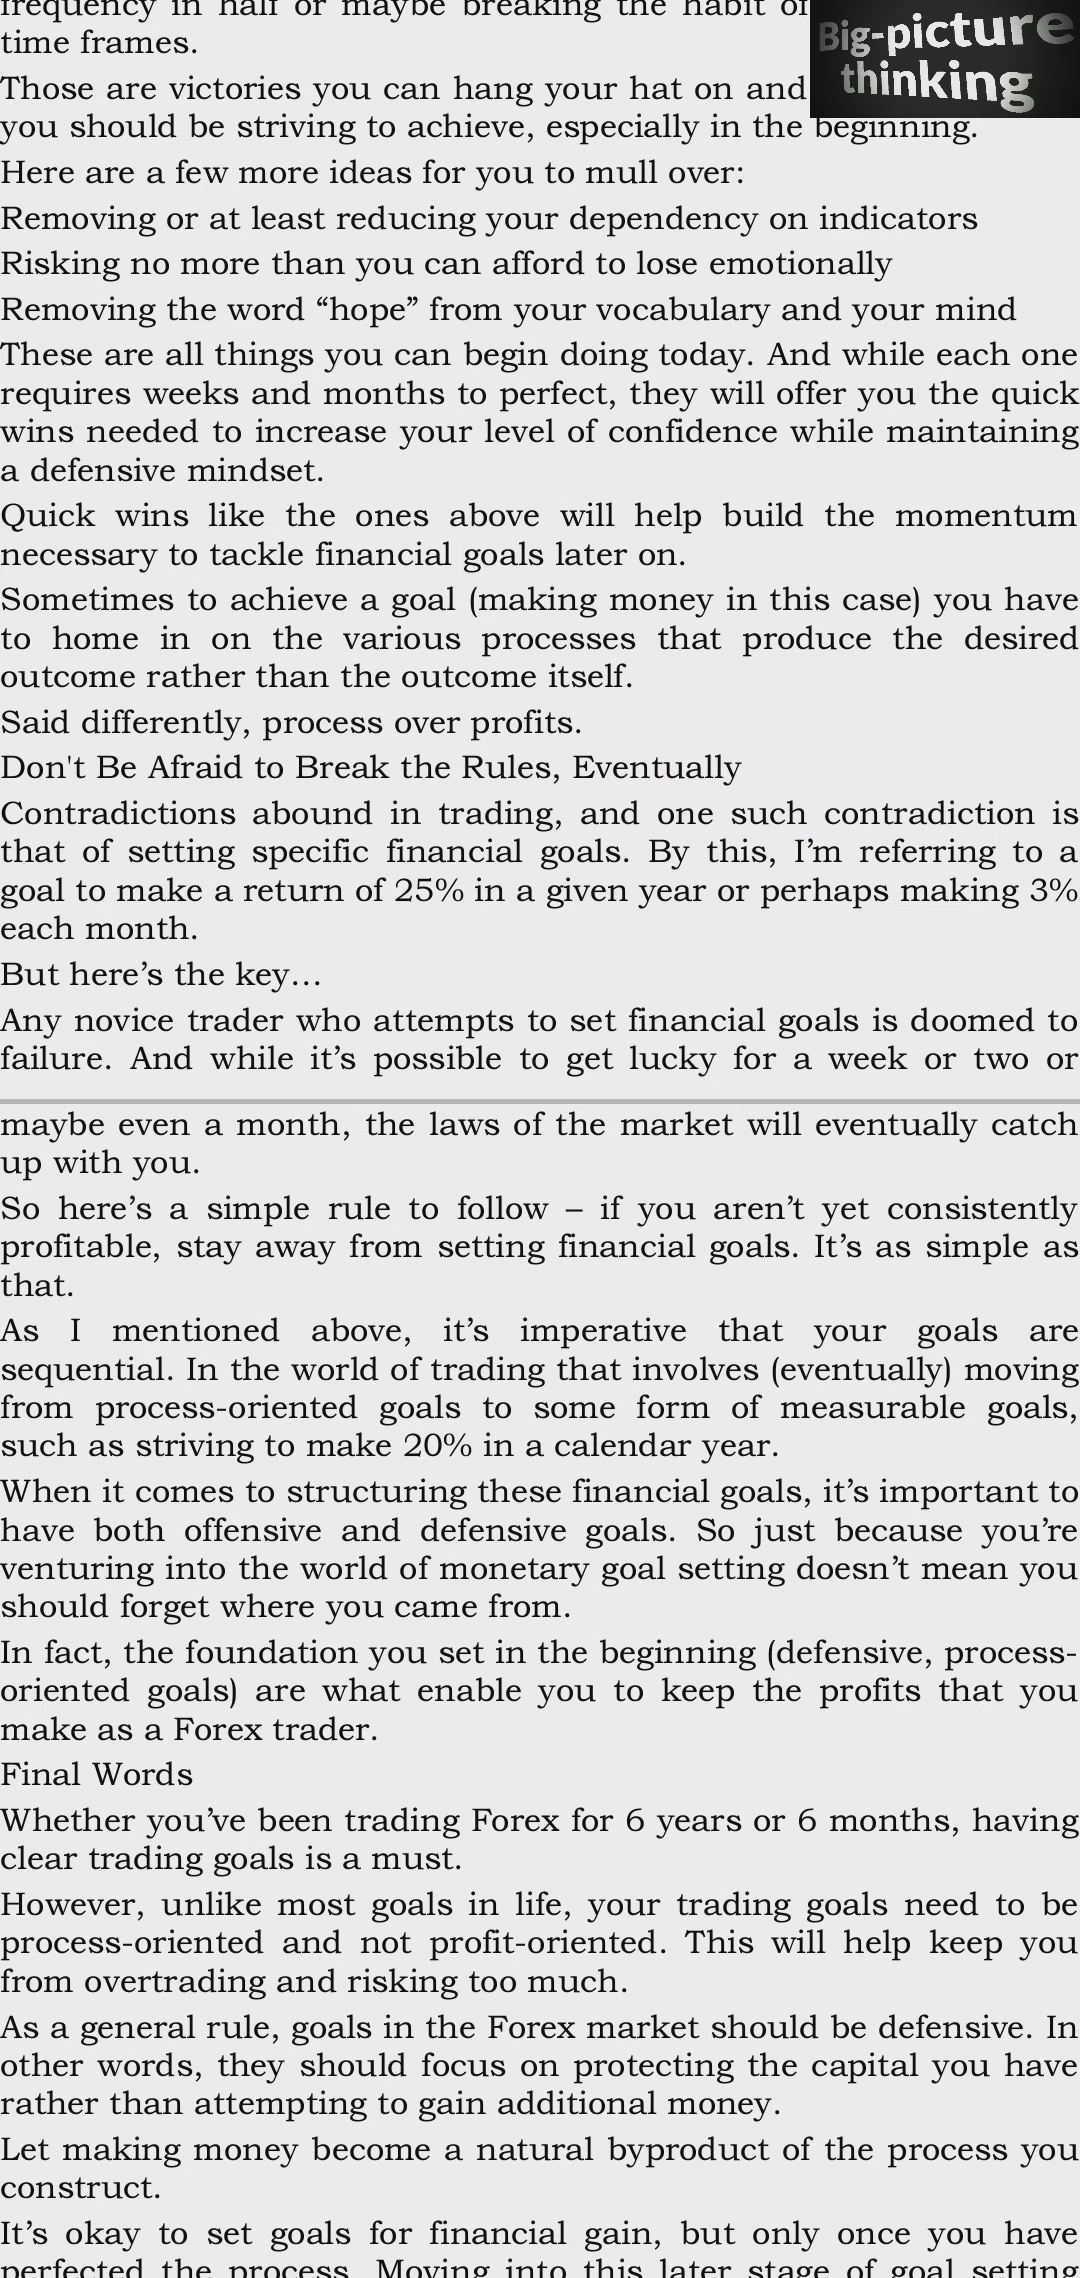 frequency in half or maybe breaking the habit of
time frames.
Big-picture
thinking
Those are victories you can hang your hat on and
you should be striving to achieve, especially in the beginning.
Here are a few more ideas for you to mull over:
Removing or at least reducing your dependency on indicators
Risking no more than you can afford to lose emotionally
Removing the word “hope” from your vocabulary and your mind
These are all things you can begin doing today. And while each one
requires weeks and months to perfect, they will offer you the quick
wins needed to increase your level of confidence while maintaining
a defensive mindset.
Quick wins like the ones above will help build the momentum
necessary to tackle financial goals later on.
Sometimes to achieve a goal (making money in this case) you have
to home in on the various processes that produce the desired
outcome rather than the outcome itself.
Said differently, process over profits.
Don't Be Afraid to Break the Rules, Eventually
Contradictions abound in trading, and one such contradiction is
that of setting specific financial goals. By this, I’m referring to a
goal to make a return of 25% in a given year or perhaps making 3%
each month.
But here’s the key…
Any novice trader who attempts to set financial goals is doomed to
failure. And while it’s possible to get lucky for a week or two or
maybe even a month, the laws of the market will eventually catch
up with you.
So here’s a simple rule to follow – if you aren’t yet consistently
profitable, stay away from setting financial goals. It’s as simple as
that.
As I mentioned above, it’s imperative that your goals are
sequential. In the world of trading that involves (eventually) moving
from process-oriented goals to some form of measurable goals,
such as striving to make 20% in a calendar year.
When it comes to structuring these financial goals, it’s important to
have both offensive and defensive goals. So just because you’re
venturing into the world of monetary goal setting doesn’t mean you
should forget where you came from.
In fact, the foundation you set in the beginning (defensive, process-
oriented goals) are what enable you to keep the profits that you
make as a Forex trader.
Final Words
Whether you’ve been trading Forex for 6 years or 6 months, having
clear trading goals is a must.
However, unlike most goals in life, your trading goals need to be
process-oriented and not profit-oriented. This will help keep you
from overtrading and risking too much.
As a general rule, goals in the Forex market should be defensive. In
other words, they should focus on protecting the capital you have
rather than attempting to gain additional money.
Let making money become a natural byproduct of the process you
construct.
It’s okay to set goals for financial gain, but only once you have
perfected the process. Moving into this later stage of goal setting